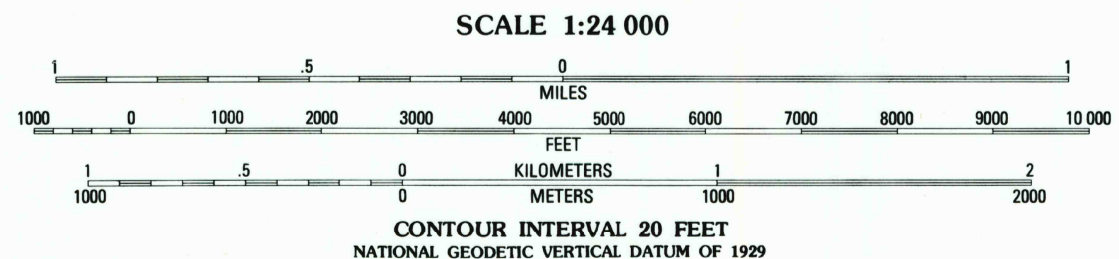 SCALE 1:24 000
1 .5 0 1
MILES
1000 0 1000 2000 3000 4000 5000 6000 7000 8000 9000 10 000
FEET
1 .5 0 KILOMETERS 1 2
1000 0 METERS 1000 2000
CONTOUR INTERVAL 20 FEET
NATIONAL GEODETIC VERTICAL DATUM OF 1929